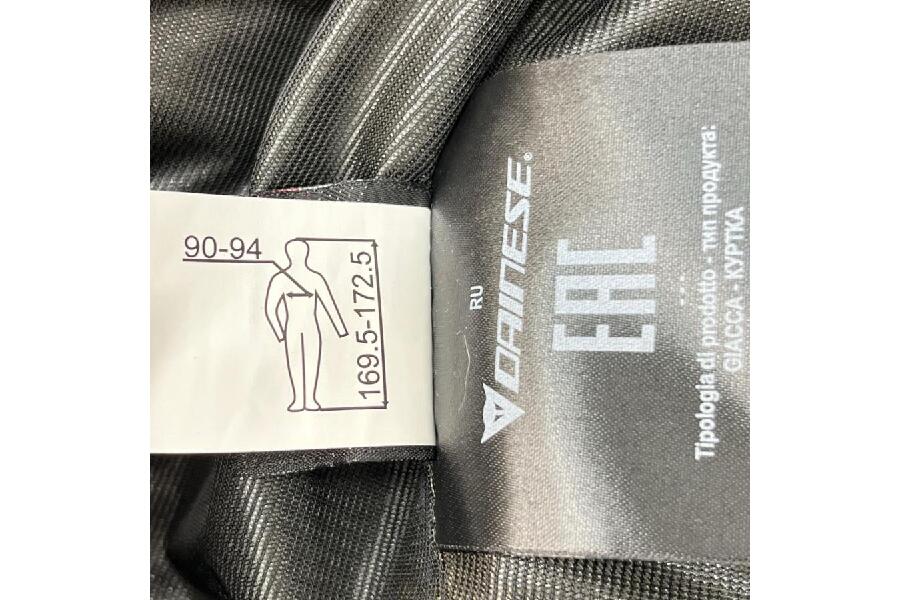 90-94
169.5-172.5
RU
DAINESE®
EAC
Tipologia di prodotto - тип продукта:
GIACCA - КУРТКА